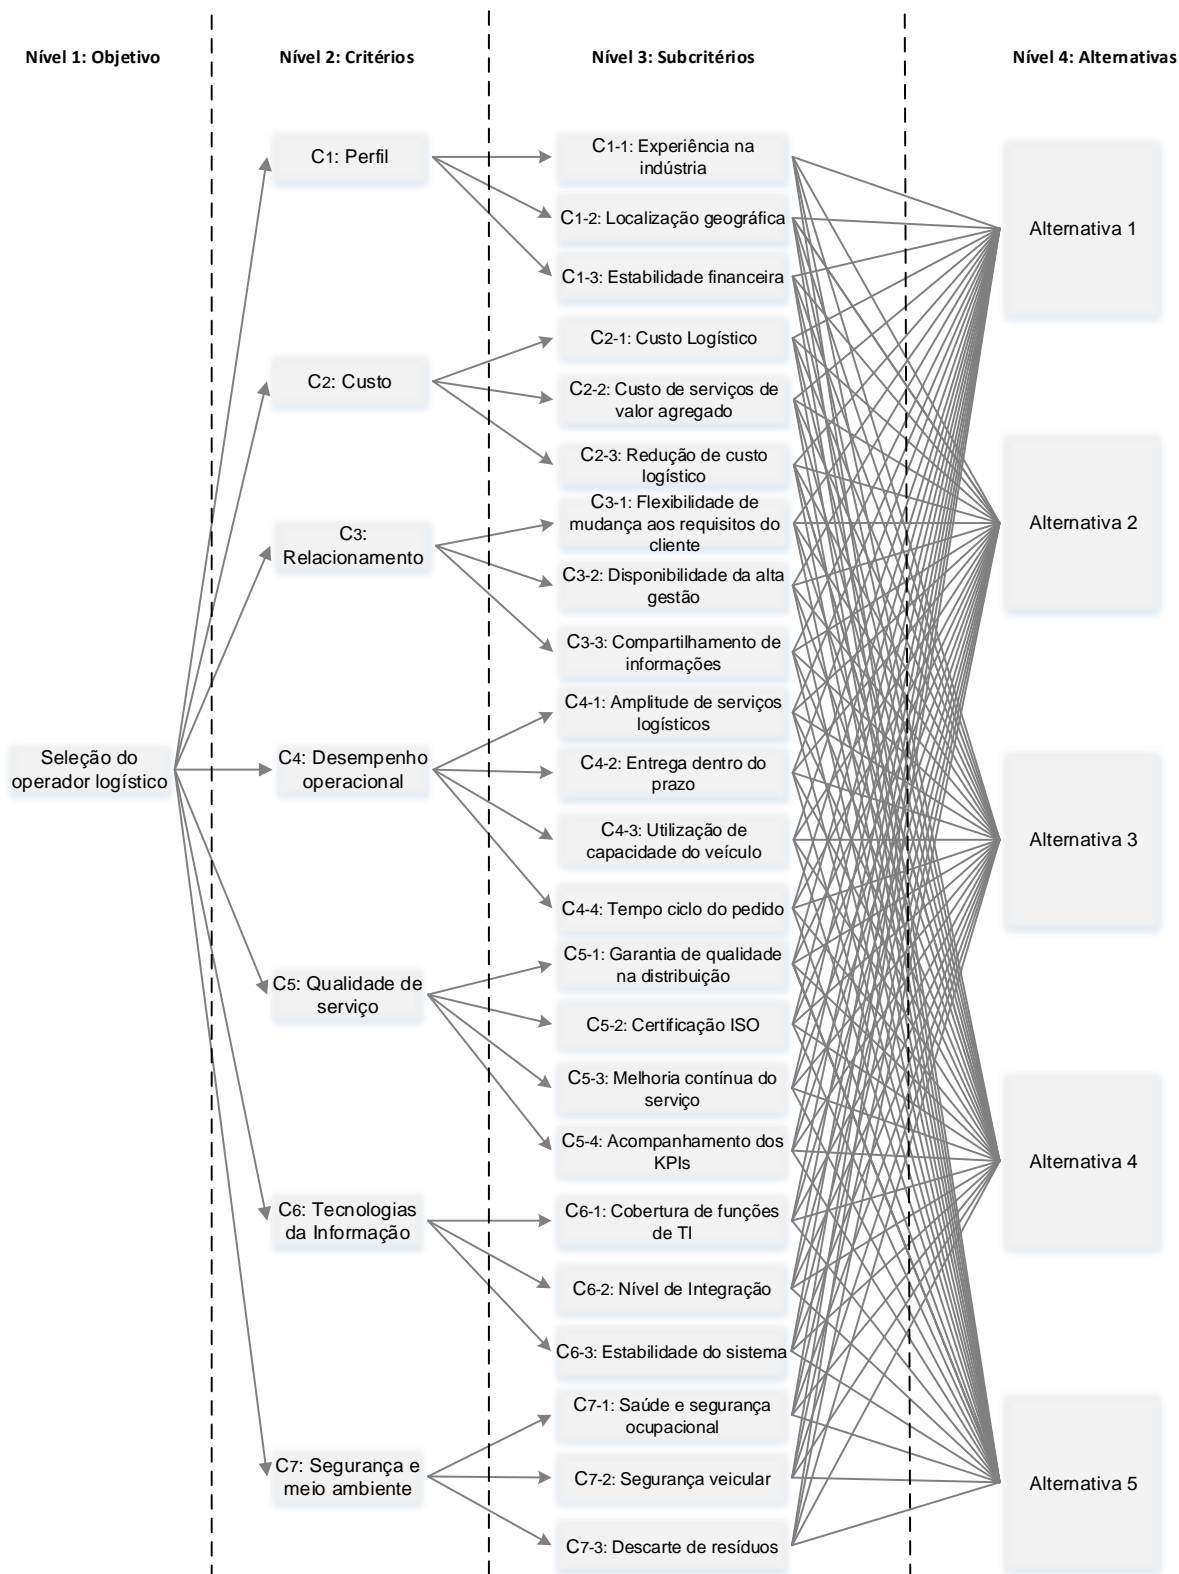 Nível 1: Objetivo
Nível 2: Critérios
Nível 3: Subcritérios
Nível 4: Alternativas
Seleção do
operador logístico
C1: Perfil
C2: Custo
C3:
Relacionamento
C4: Desempenho
operacional
C5: Qualidade de
serviço
C6: Tecnologias
da Informação
C7: Segurança e
meio ambiente
C1-1: Experiência na
indústria
C1-2: Localização geográfica
C1-3: Estabilidade financeira
C2-1: Custo Logístico
C2-2: Custo de serviços de
valor agregado
C2-3: Redução de custo
logístico
C3-1: Flexibilidade de
mudança aos requisitos do
cliente
C3-2: Disponibilidade da alta
gestão
C3-3: Compartilhamento de
informações
C4-1: Amplitude de serviços
logísticos
C4-2: Entrega dentro do
prazo
C4-3: Utilização de
capacidade do veículo
C4-4: Tempo ciclo do pedido
C5-1: Garantia de qualidade
na distribuição
C5-2: Certificação ISO
C5-3: Melhoria contínua do
serviço
C5-4: Acompanhamento dos
KPIs
C6-1: Cobertura de funções
de TI
C6-2: Nível de Integração
C6-3: Estabilidade do sistema
C7-1: Saúde e segurança
ocupacional
C7-2: Segurança veicular
C7-3: Descarte de resíduos
Alternativa 1
Alternativa 2
Alternativa 3
Alternativa 4
Alternativa 5